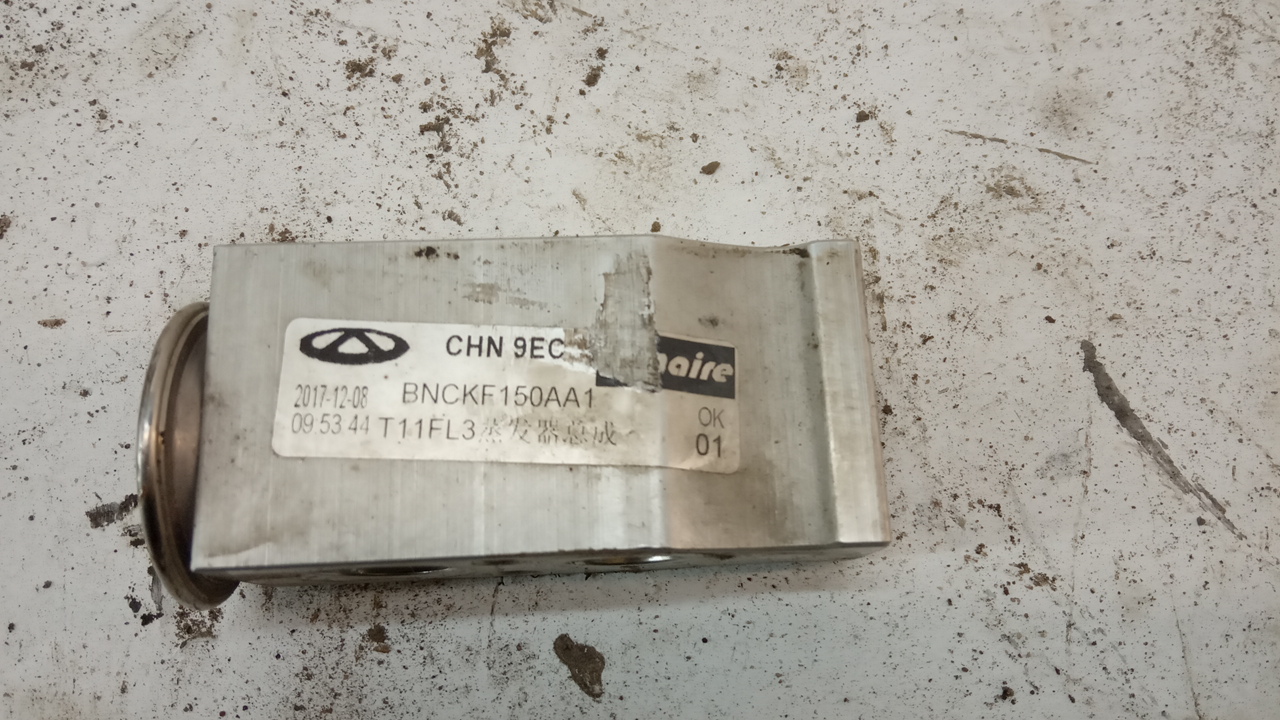 CHN 9EC
aire
2017-12-08 BNCKF150AA1
09:53 44 T11FL3蒸发器总成
OK
01